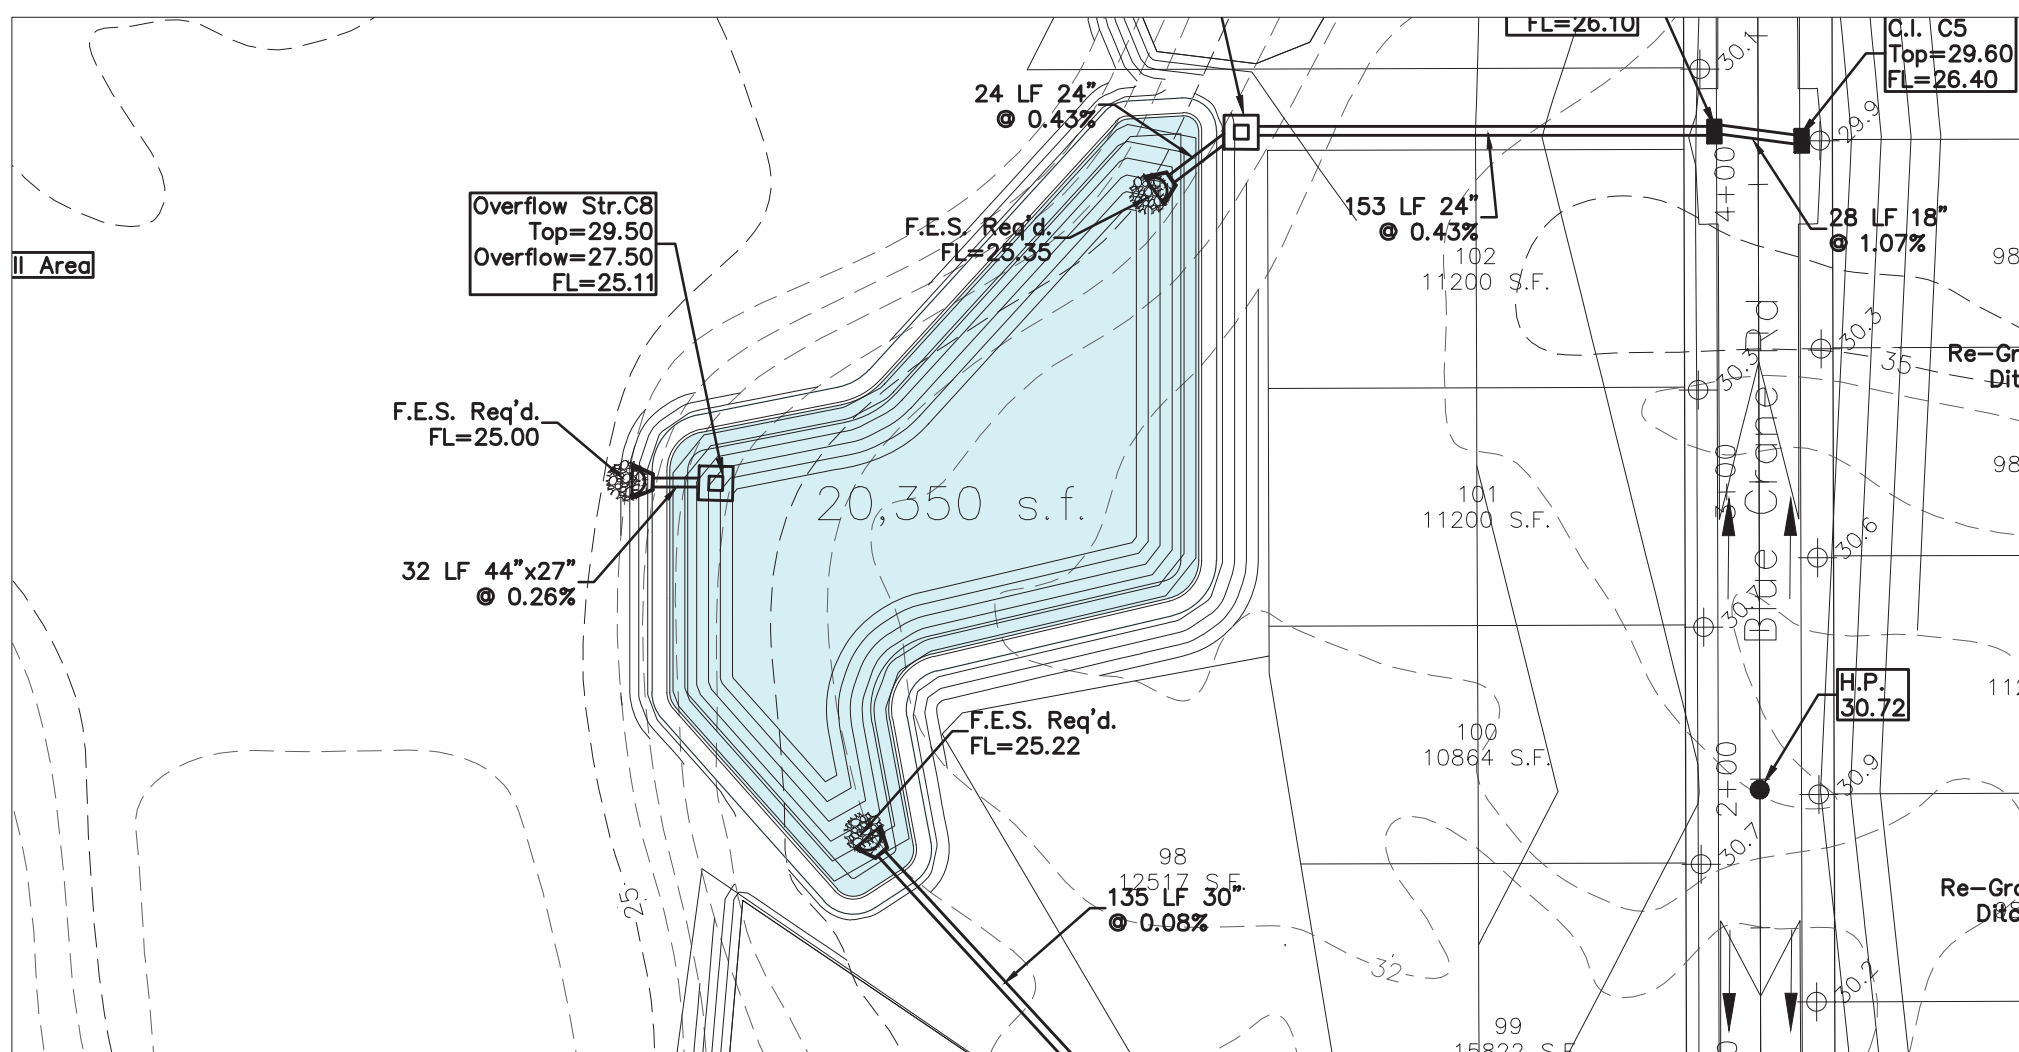 FL=26.10
C.I. C5
Top=29.60
FL=26.40
30.1
24 LF 24"
@ 0.43%
29.9
Overflow Str.C8
Top=29.50
Overflow=27.50
FL=25.11
4+00
153 LF 24"
@ 0.43%
28 LF 18"
@ 1.07%
F.E.S. Req'd.
FL=25.35
ll Area
102
11200 S.F.
98
30.3
30.3
35
Re-Gr
Dit
F.E.S. Req'd.
FL=25.00
Blue Crane Rd
3+00
98
20,350 s.f.
101
11200 S.F.
30.6
32 LF 44"x27"
@ 0.26%
30.7
H.P.
30.72
112
F.E.S. Req'd.
FL=25.22
100
10864 S.F.
2+00
30.9
30.7
98
12517 S.F.
135 LF 30"
@ 0.08%
25
Re-Gra
Ditc
32
30.2
99
15822 S.F.